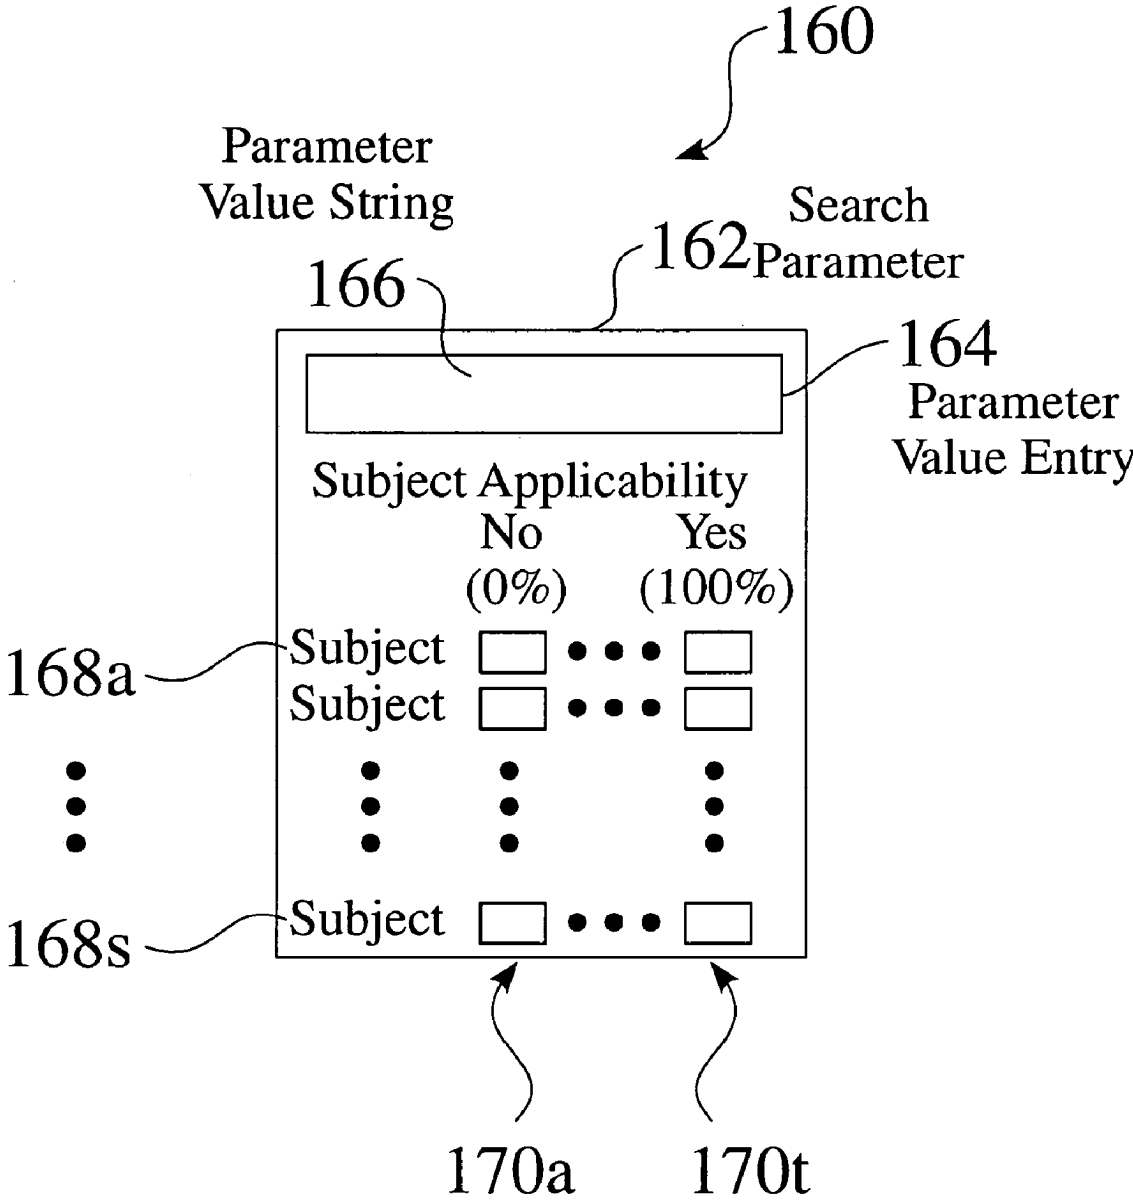 160
Parameter
Value String
Search
162 Parameter
166
164
Parameter
Value Entry
Subject Applicability
No Yes
(0%) (100%)
168a Subject
Subject
168s Subject
170a 170t